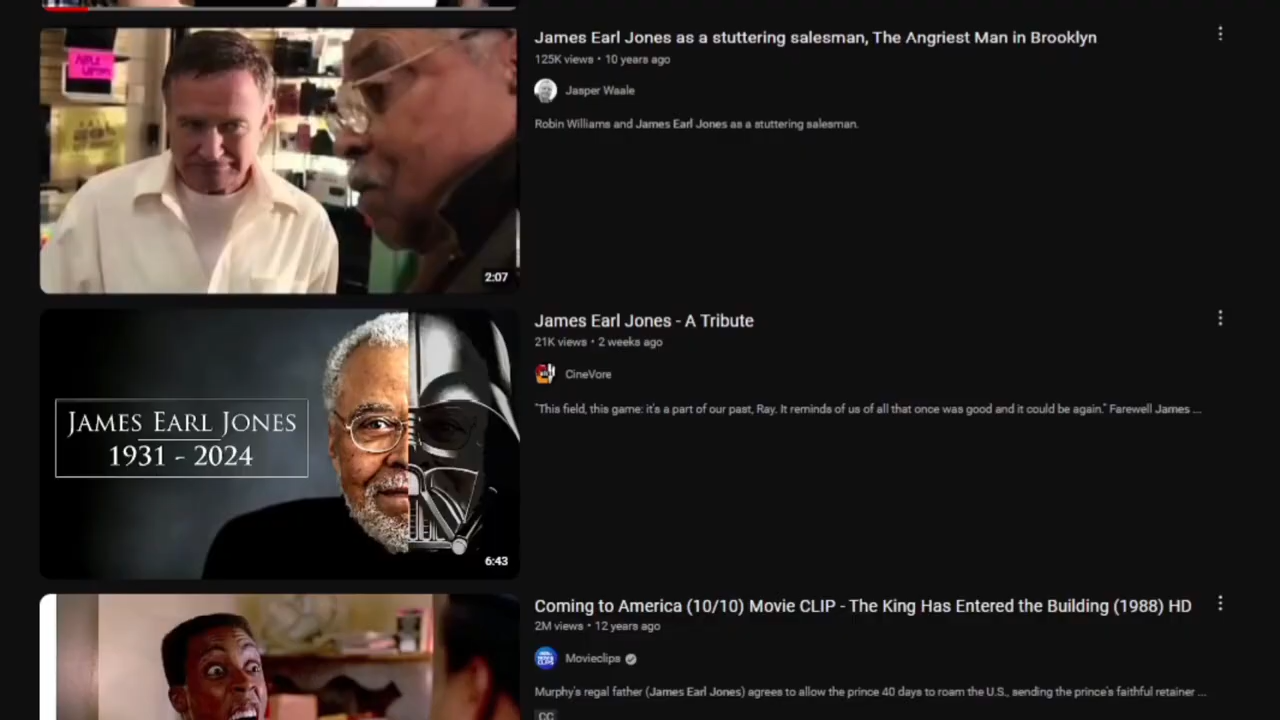 James Earl Jones as a stuttering salesman, The Angriest Man in Brooklyn
125K views • 10 years ago
Jasper Waale
Robin Williams and James Earl Jones as a stuttering salesman.
2:07
James Earl Jones - A Tribute
21K views • 2 weeks ago
CineVore
"This field, this game: it's a part of our past, Ray. It reminds of us of all that once was good and it could be again." Farewell James ...
JAMES EARL JONES
1931 - 2024
6:43
Coming to America (10/10) Movie CLIP - The King Has Entered the Building (1988) HD
2M views • 12 years ago
Movieclips
Murphy's regal father (James Earl Jones) agrees to allow the prince 40 days to roam the U.S., sending the prince's faithful retainer ...
CC